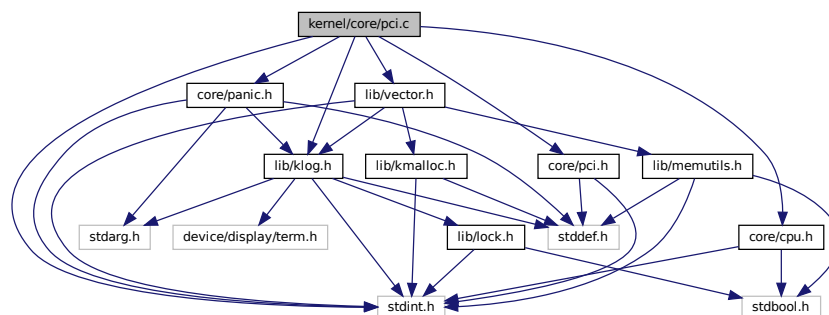 kernel/core/pci.c
core/panic.h
lib/vector.h
lib/klog.h
lib/kmalloc.h
core/pci.h
lib/memutils.h
stdarg.h
device/display/term.h
lib/lock.h
stddef.h
core/cpu.h
stdint.h
stdbool.h